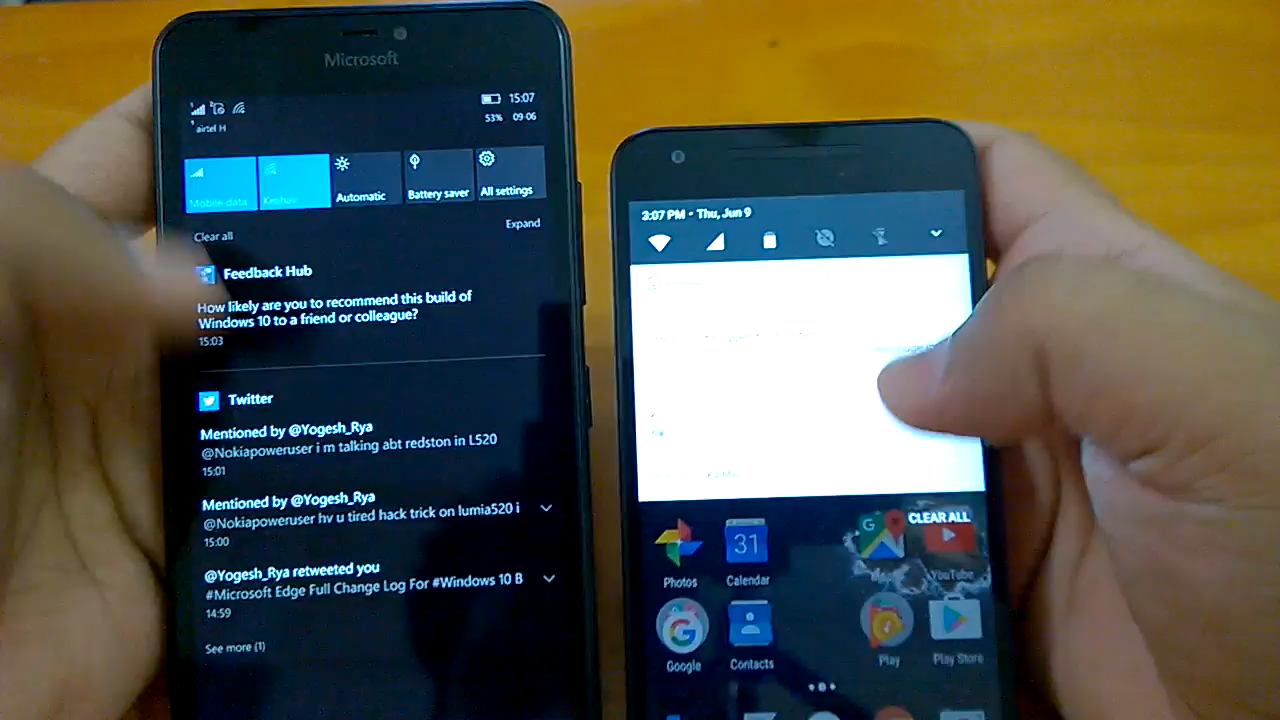 Microsoft
15:07
airtel H
53% 09-06
Mobile data
Automatic
Battery saver
All settings
Clear all
Expand
Feedback Hub
How likely are you to recommend this build of
Windows 10 to a friend or colleague?
15:03
Twitter
Mentioned by @Yogesh_Rya
@Nokiapoweruser i m talking abt redston in L520
15:01
Mentioned by @Yogesh_Rya
@Nokiapoweruser hv u tired hack trick on lumia520 i
15:00
@Yogesh_Rya retweeted you
#Microsoft Edge Full Change Log For #Windows 10 B
14:59
See more (1)
3:07 PM • Thu, Jun 9
CLEAR ALL
31
Photos
Calendar
Maps
YouTube
Google
Contacts
Play
Play Store